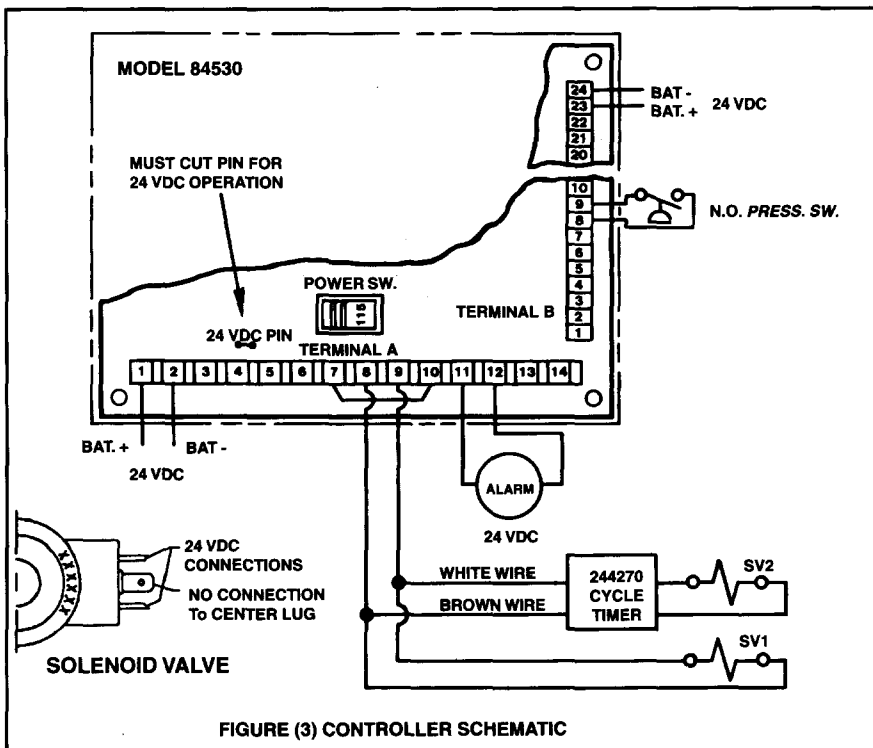 MODEL 84530
MUST CUT PIN FOR
24 VDC OPERATION
24
23
22
21
20
BAT -
BAT. +
24 VDC
10
9
8
7
6
5
4
3
2
1
N.O. PRESS. SW.
POWER SW.
115
TERMINAL B
24 VDC PIN
TERMINAL A
1 2 3 4 5 6 7 8 9 10 11 12 13 14
BAT. + BAT -
24 VDC
ALARM
24 VDC
XXXXXX
24 VDC
CONNECTIONS
NO CONNECTION
To CENTER LUG
SOLENOID VALVE
WHITE WIRE
BROWN WIRE
244270
CYCLE
TIMER
SV2
SV1
FIGURE (3) CONTROLLER SCHEMATIC